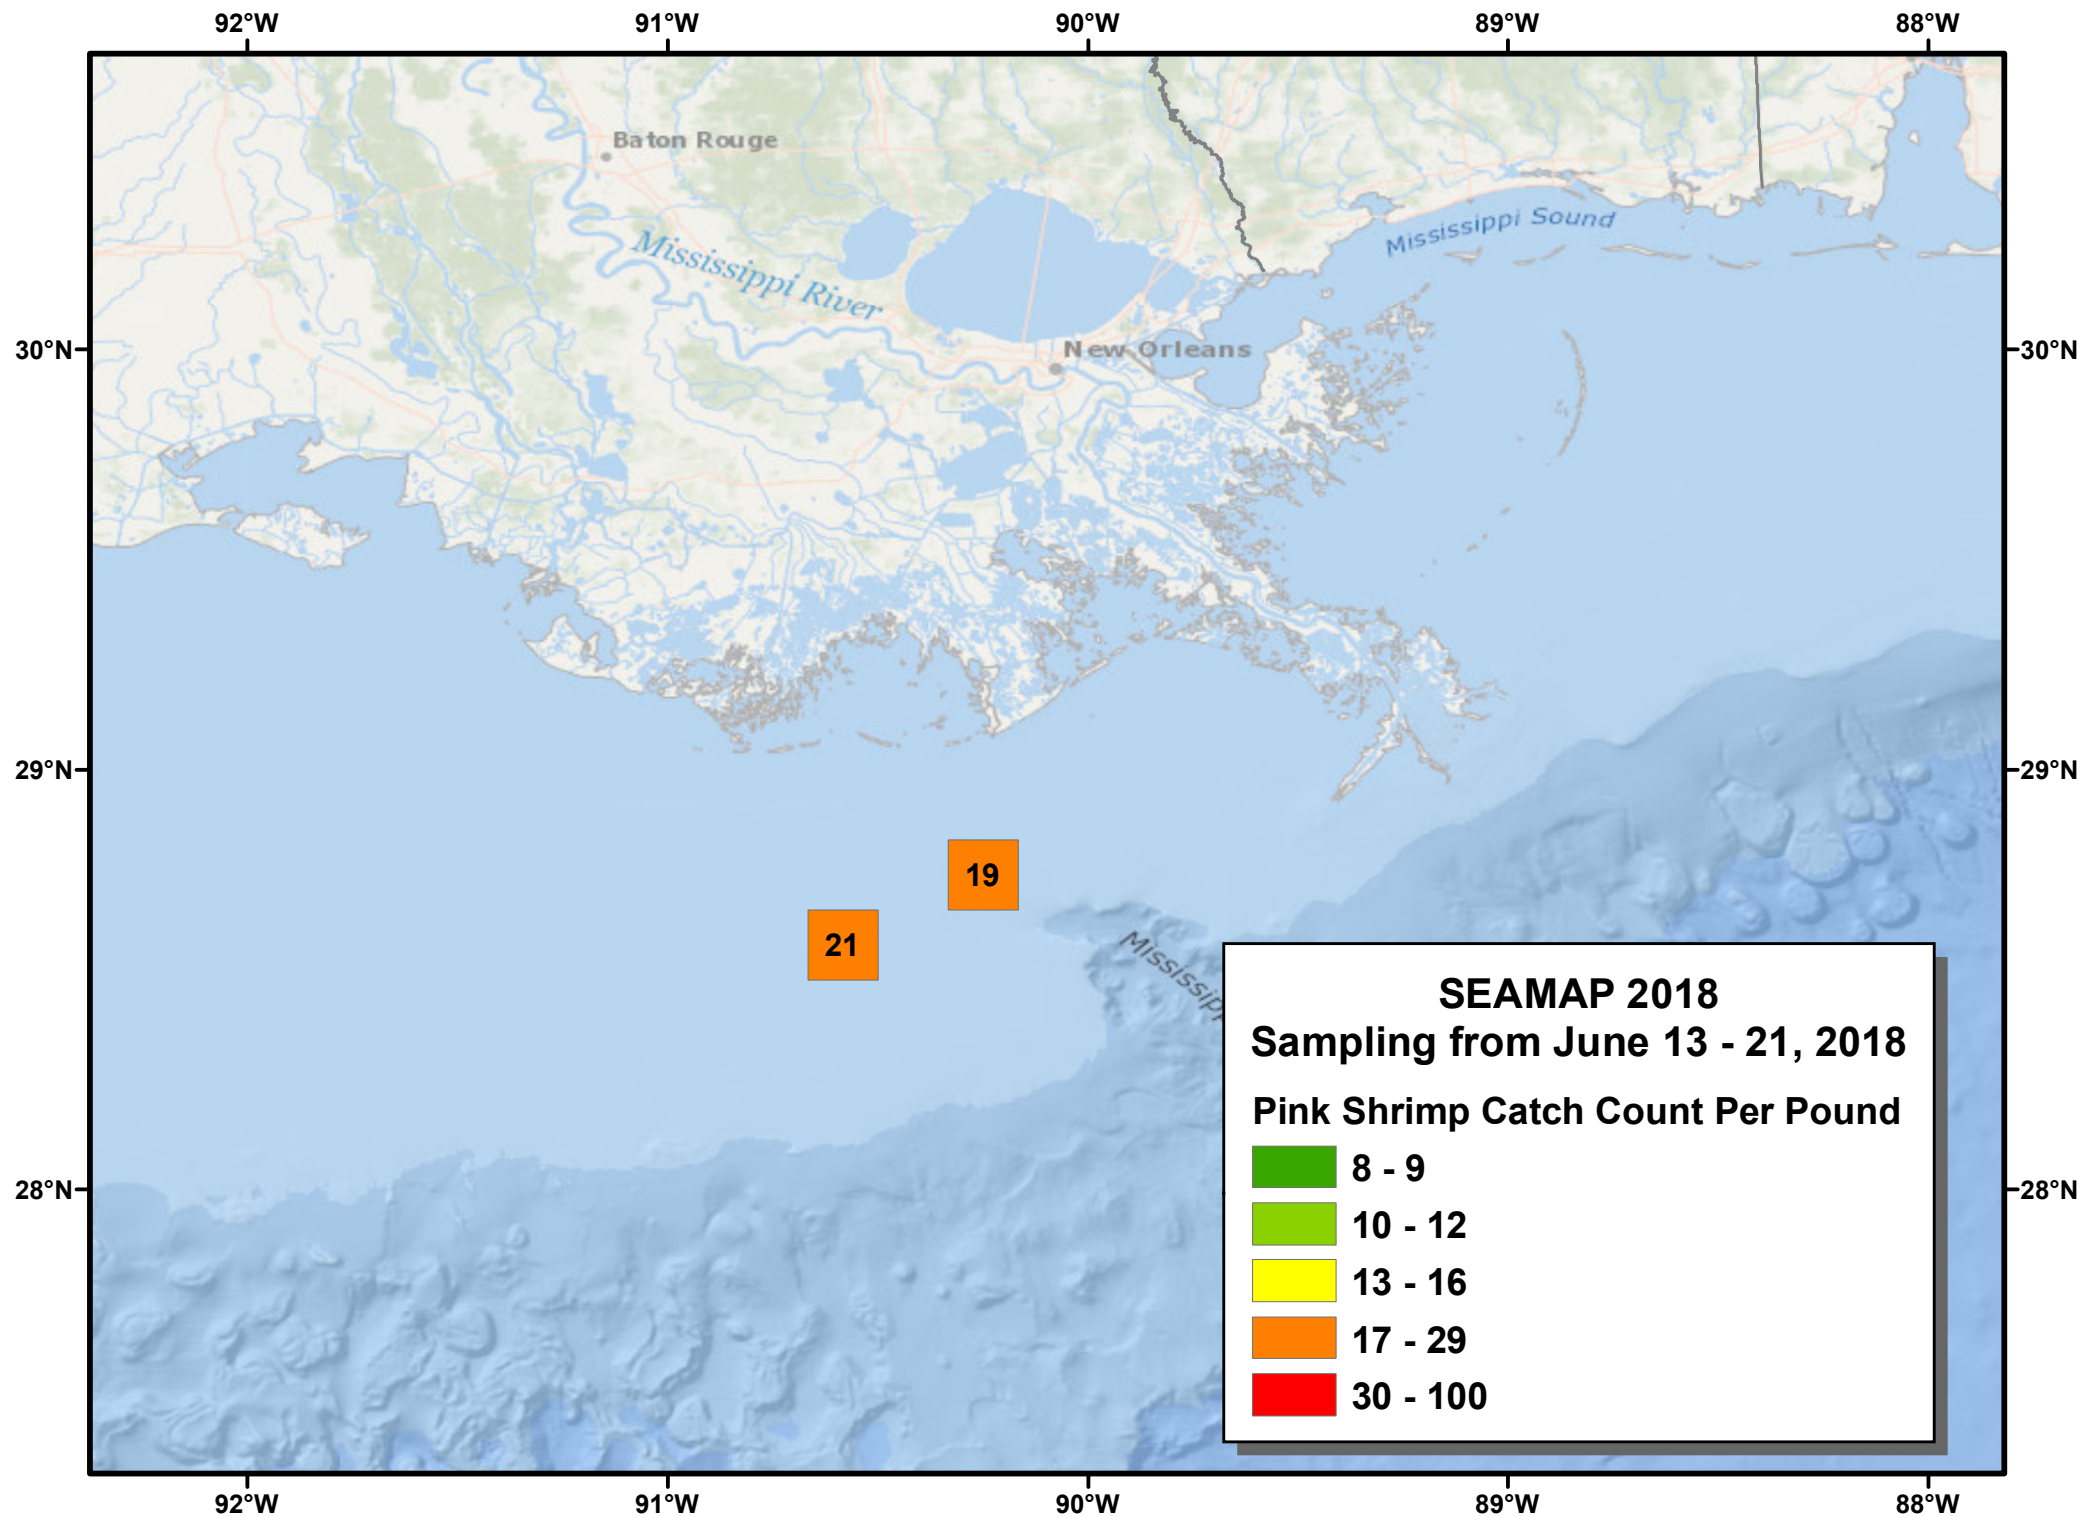 92°W 91°W 90°W 89°W 88°W
Baton Rouge
Mississippi Sound
Mississippi River
30°N 30°N
New Orleans
29°N 29°N
19
21
SEAMAP 2018
Sampling from June 13 - 21, 2018
Pink Shrimp Catch Count Per Pound
8 - 9
28°N 28°N
10 - 12
13 - 16
17 - 29
30 - 100
92°W 91°W 90°W 89°W 88°W